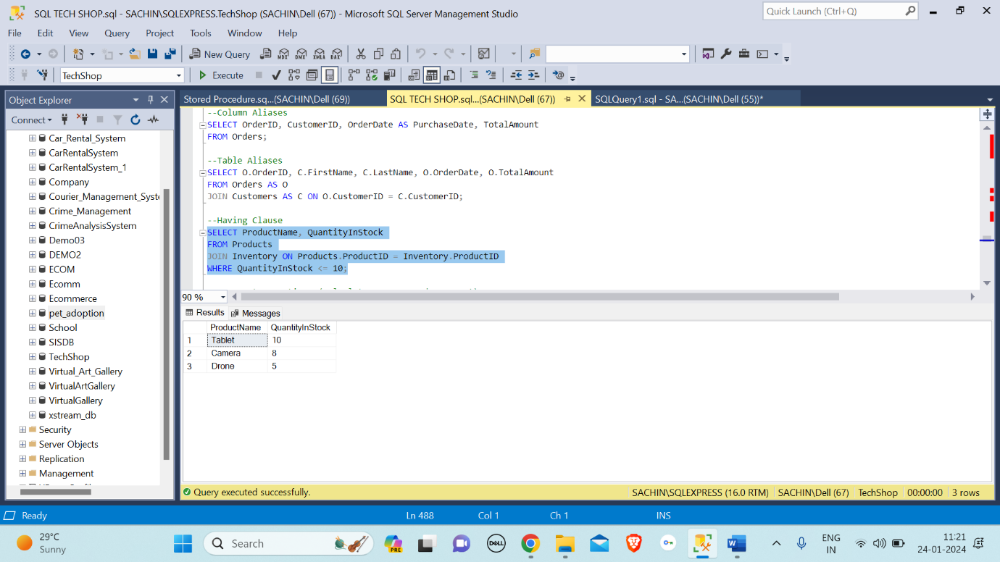 SQL TECH SHOP.sql - SACHIN\SQLEXPRESS.TechShop (SACHIN\Dell (67)) - Microsoft SQL Server Management Studio
Quick Launch (Ctrl+Q)
File Edit View Query Project Tools Window Help
New Query MDX DMX XMLA DAX
TechShop Execute
Object Explorer
Connect
Car_Rental_System
CarRentalSystem
CarRentalSystem_1
Company
Courier_Management_Syste
Crime_Management
CrimeAnalysisSystem
Demo03
DEMO2
ECOM
Ecomm
Ecommerce
pet_adoption
School
SISDB
TechShop
Virtual_Art_Gallery
VirtualArtGallery
VirtualGallery
xstream_db
Security
Server Objects
Replication
Management
Stored Procedure.sq...(SACHIN\Dell (69)) SQL TECH SHOP.sql...(SACHIN\Dell (67)) SQLQuery1.sql - SA...(SACHIN\Dell (55))*
--Column Aliases
SELECT OrderID, CustomerID, OrderDate AS PurchaseDate, TotalAmount
FROM Orders;
--Table Aliases
SELECT O.OrderID, C.FirstName, C.LastName, O.OrderDate, O.TotalAmount
FROM Orders AS O
JOIN Customers AS C ON O.CustomerID = C.CustomerID;
--Having Clause
SELECT ProductName, QuantityInStock
FROM Products
JOIN Inventory ON Products.ProductID = Inventory.ProductID
WHERE QuantityInStock <= 10;
90 %
Results Messages
ProductName QuantityInStock
1 Tablet 10
2 Camera 8
3 Drone 5
Query executed successfully. SACHIN\SQLEXPRESS (16.0 RTM) SACHIN\Dell (67) TechShop 00:00:00 3 rows
Ready Ln 488 Col 1 Ch 1 INS
29°C
Sunny
Search
PRE
DELL
ENG
IN
11:21
24-01-2024